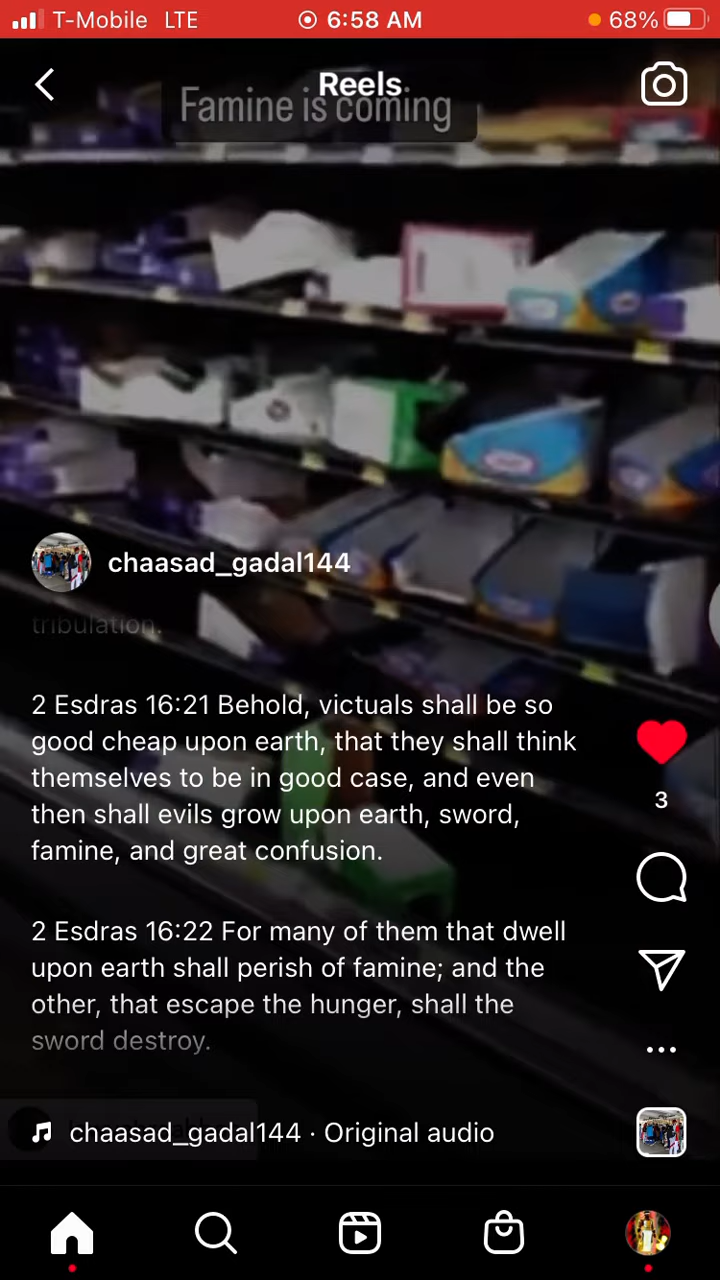 T-Mobile LTE 6:58 AM 68%
Reels
Famine is coming
chaasad_gadal144
tribulation.
2 Esdras 16:21 Behold, victuals shall be so
good cheap upon earth, that they shall think
themselves to be in good case, and even
then shall evils grow upon earth, sword,
famine, and great confusion.
2 Esdras 16:22 For many of them that dwell
upon earth shall perish of famine; and the
other, that escape the hunger, shall the
sword destroy.
3
chaasad_gadal144 · Original audio